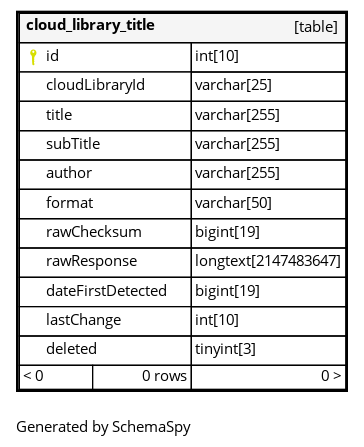 cloud_library_title [table]
id int[10]
cloudLibraryId varchar[25]
title varchar[255]
subTitle varchar[255]
author varchar[255]
format varchar[50]
rawChecksum bigint[19]
rawResponse longtext[2147483647]
dateFirstDetected bigint[19]
lastChange int[10]
deleted tinyint[3]
< 0 0 rows 0 >
Generated by SchemaSpy